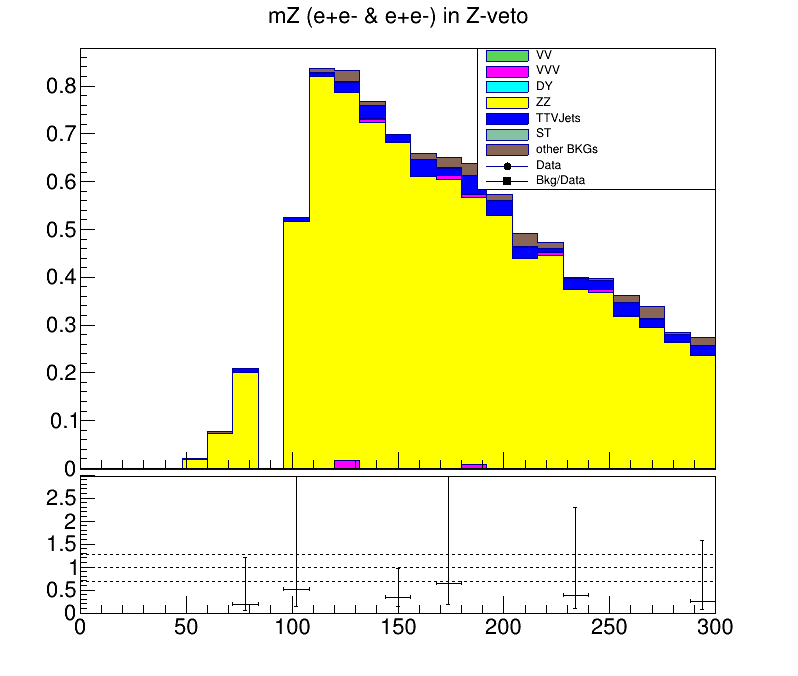 mZ (e+e- & e+e-) in Z-veto
VV
VVV
DY
ZZ
TTVJets
ST
other BKGs
Data
Bkg/Data
0.8
0.7
0.6
0.5
0.4
0.3
0.2
0.1
0
2.5
2
1.5
1
0.5
0
0 50 100 150 200 250 300